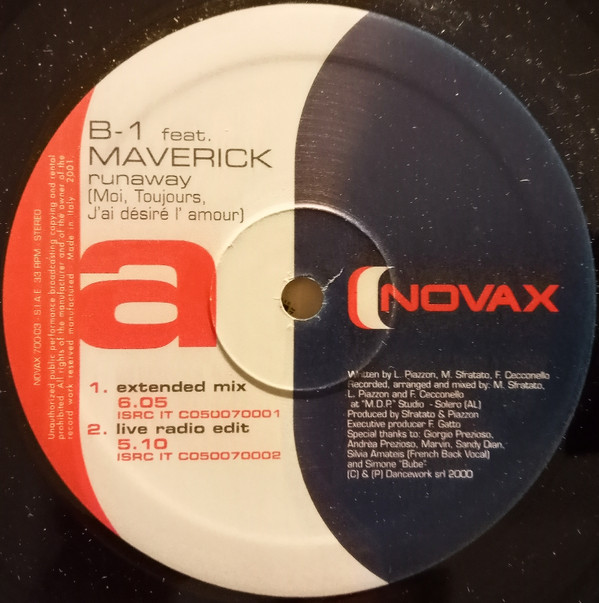 B-1 feat.
MAVERICK
runaway
(Moi, Toujours,
J'ai désiré l' amour)
a
NOVAX
1. extended mix
6.05
ISRC IT CO50070001
2. live radio edit
5.10
ISRC IT CO50070002
Written by L. Piazzon, M. Sfratato, F. Cecconello
Recorded, arranged and mixed by: M. Sfratato,
L. Piazzon and F. Cecconello
at "M.D.P." Studio - Solero (AL)
Produced by Sfratato & Piazzon
Executive producer F. Gatto
Special thanks to: Giorgio Prezioso,
Andrea Prezioso, Marvin, Sandy Dian,
Silvia Amateis (French Back Vocal)
and Simone "Bube"
(C) & (P) Dancework srl 2000
NOVAX 70003 - S.I.A.E. 33 RPM - STEREO
Unauthorized public performance broadcasting copying and rental
prohibited. All rights of the manufacturer and of the owner of the
record work reserved manufactured - Made in Italy 2001